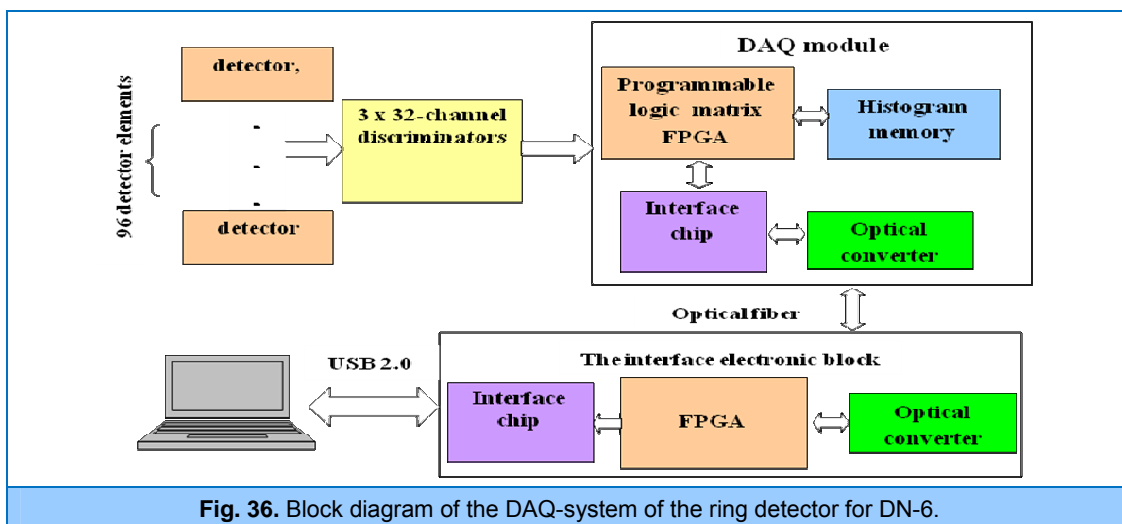 DAQ module
detector,
96 detector elements
3 x 32-channel
discriminators
Programmable
logic matrix
FPGA
Histogram
memory
detector
Interface
chip
Optical
converter
Optical fiber
USB 2.0
The interface electronic block
Interface
chip
FPGA
Optical
converter
Fig. 36. Block diagram of the DAQ-system of the ring detector for DN-6.